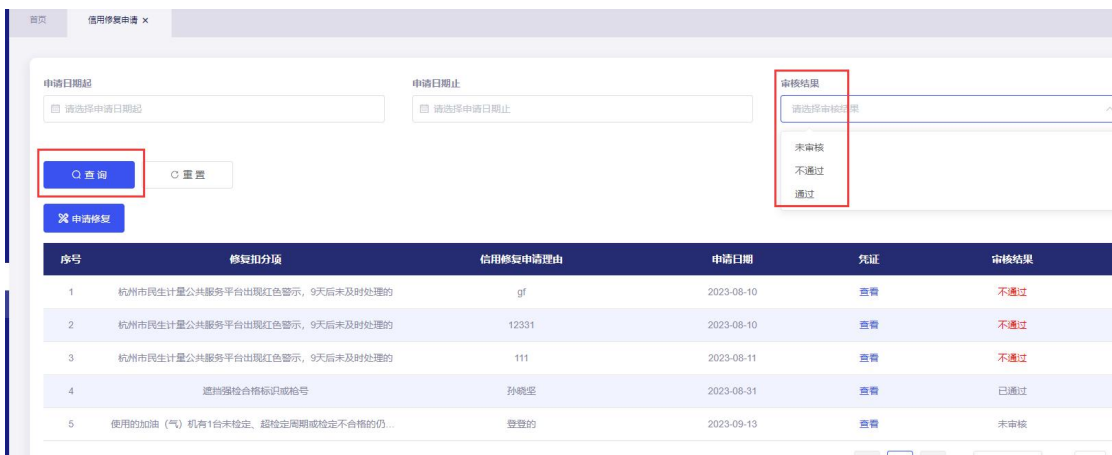 首页 信用修复申请 ×
申请日期起 申请日期止 审核结果
请选择申请日期起 请选择申请日期止 请选择审核结果
未审核
不通过
通过
查询 重置
申请修复
序号 修复扣分项 信用修复申请理由 申请日期 凭证 审核结果
1 杭州市民生计量公共服务平台出现红色警示，9天后未及时处理的 gf 2023-08-10 查看 不通过
2 杭州市民生计量公共服务平台出现红色警示，9天后未及时处理的 12331 2023-08-10 查看 不通过
3 杭州市民生计量公共服务平台出现红色警示，9天后未及时处理的 111 2023-08-11 查看 不通过
4 遮挡强检合格标识或枪号 孙晓坚 2023-08-31 查看 已通过
5 使用的加油（气）机有1台未检定，超检定周期或检定不合格的仍... 登登的 2023-09-13 查看 未审核